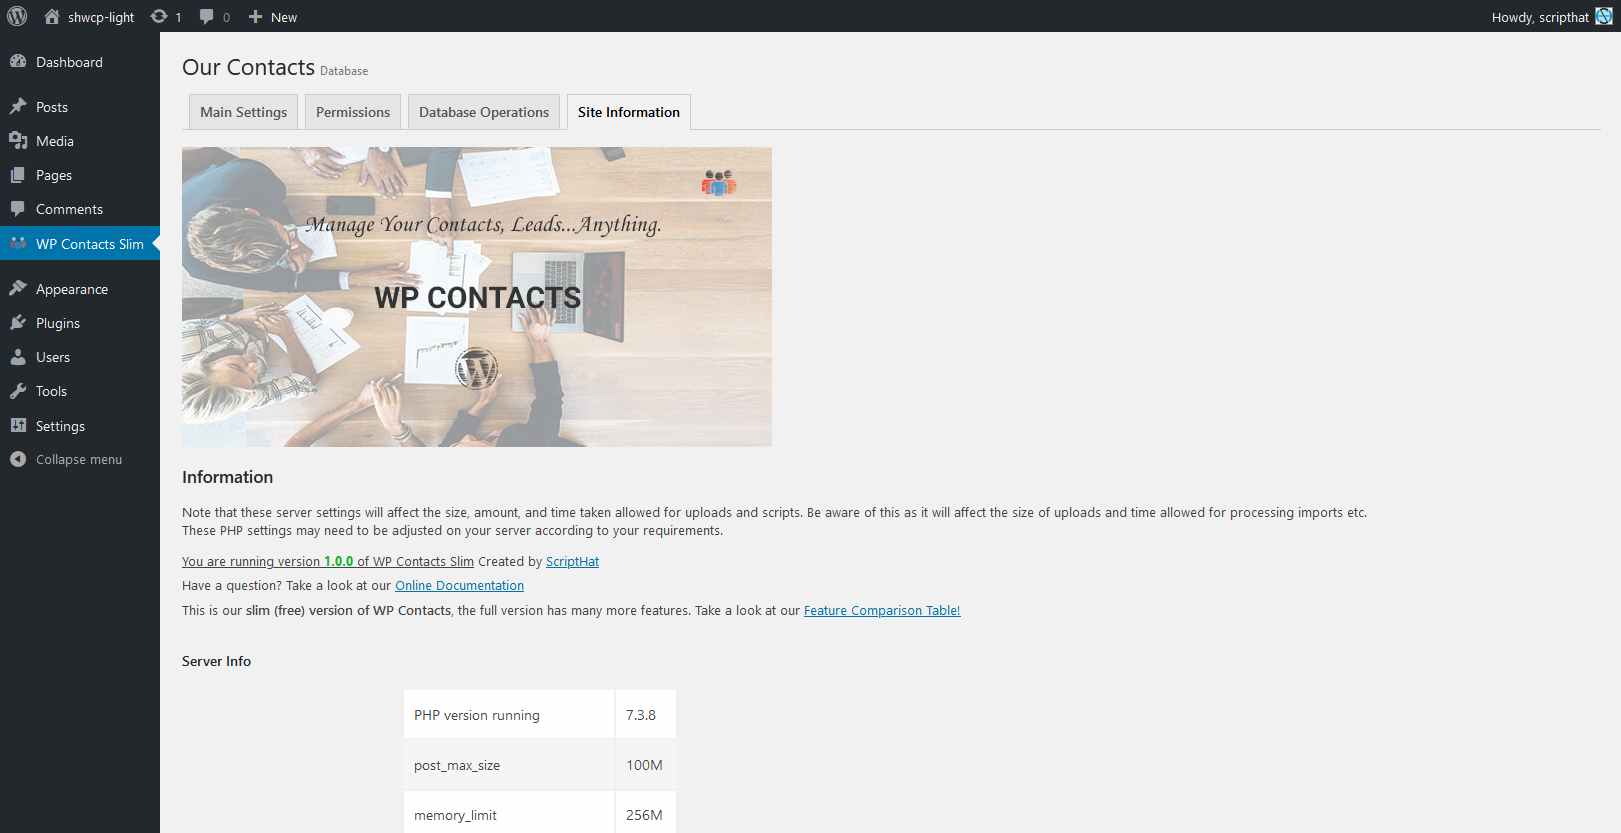 shwcp-light 1 0 New Howdy, scripthat
Dashboard
Posts
Media
Pages
Comments
WP Contacts Slim
Appearance
Plugins
Users
Tools
Settings
Collapse menu
Our Contacts Database
Main Settings Permissions Database Operations Site Information
Manage Your Contacts, Leads...Anything.
WP CONTACTS
Information
Note that these server settings will affect the size, amount, and time taken allowed for uploads and scripts. Be aware of this as it will affect the size of uploads and time allowed for processing imports etc.
These PHP settings may need to be adjusted on your server according to your requirements.
You are running version 1.0.0 of WP Contacts Slim Created by ScriptHat
Have a question? Take a look at our Online Documentation
This is our slim (free) version of WP Contacts, the full version has many more features. Take a look at our Feature Comparison Table!
Server Info
PHP version running 7.3.8
post_max_size 100M
memory_limit 256M